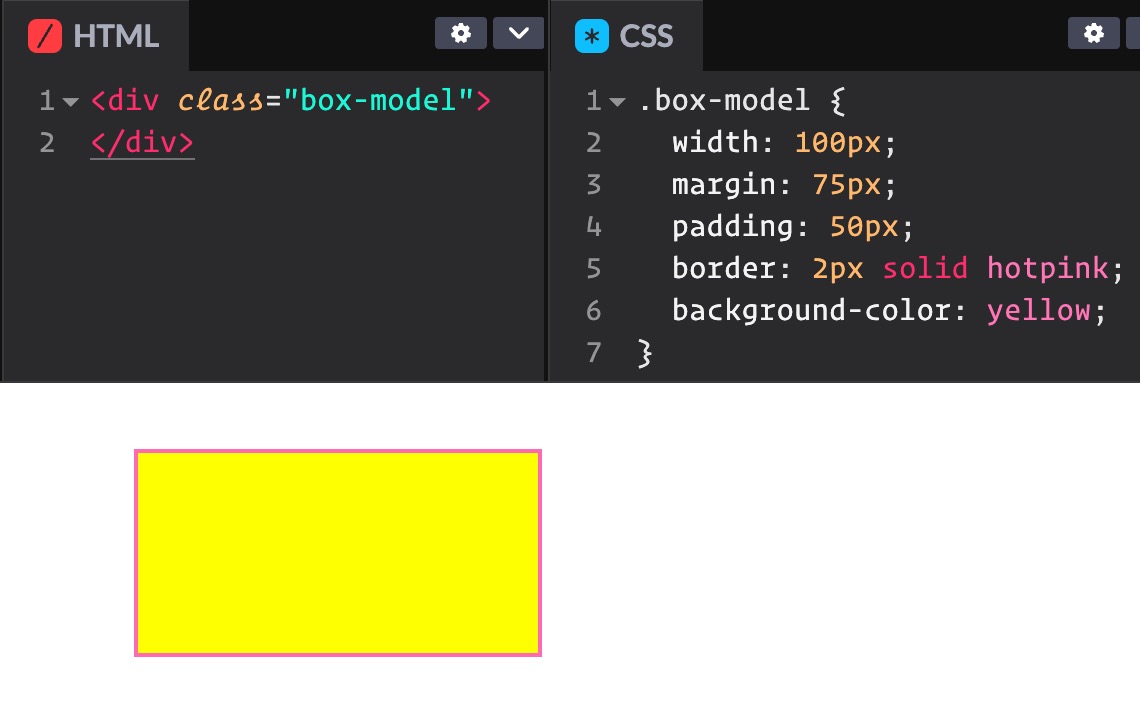 HTML
1 <div class="box-model">
2 </div>
CSS
1 .box-model {
2 width: 100px;
3 margin: 75px;
4 padding: 50px;
5 border: 2px solid hotpink;
6 background-color: yellow;
7 }